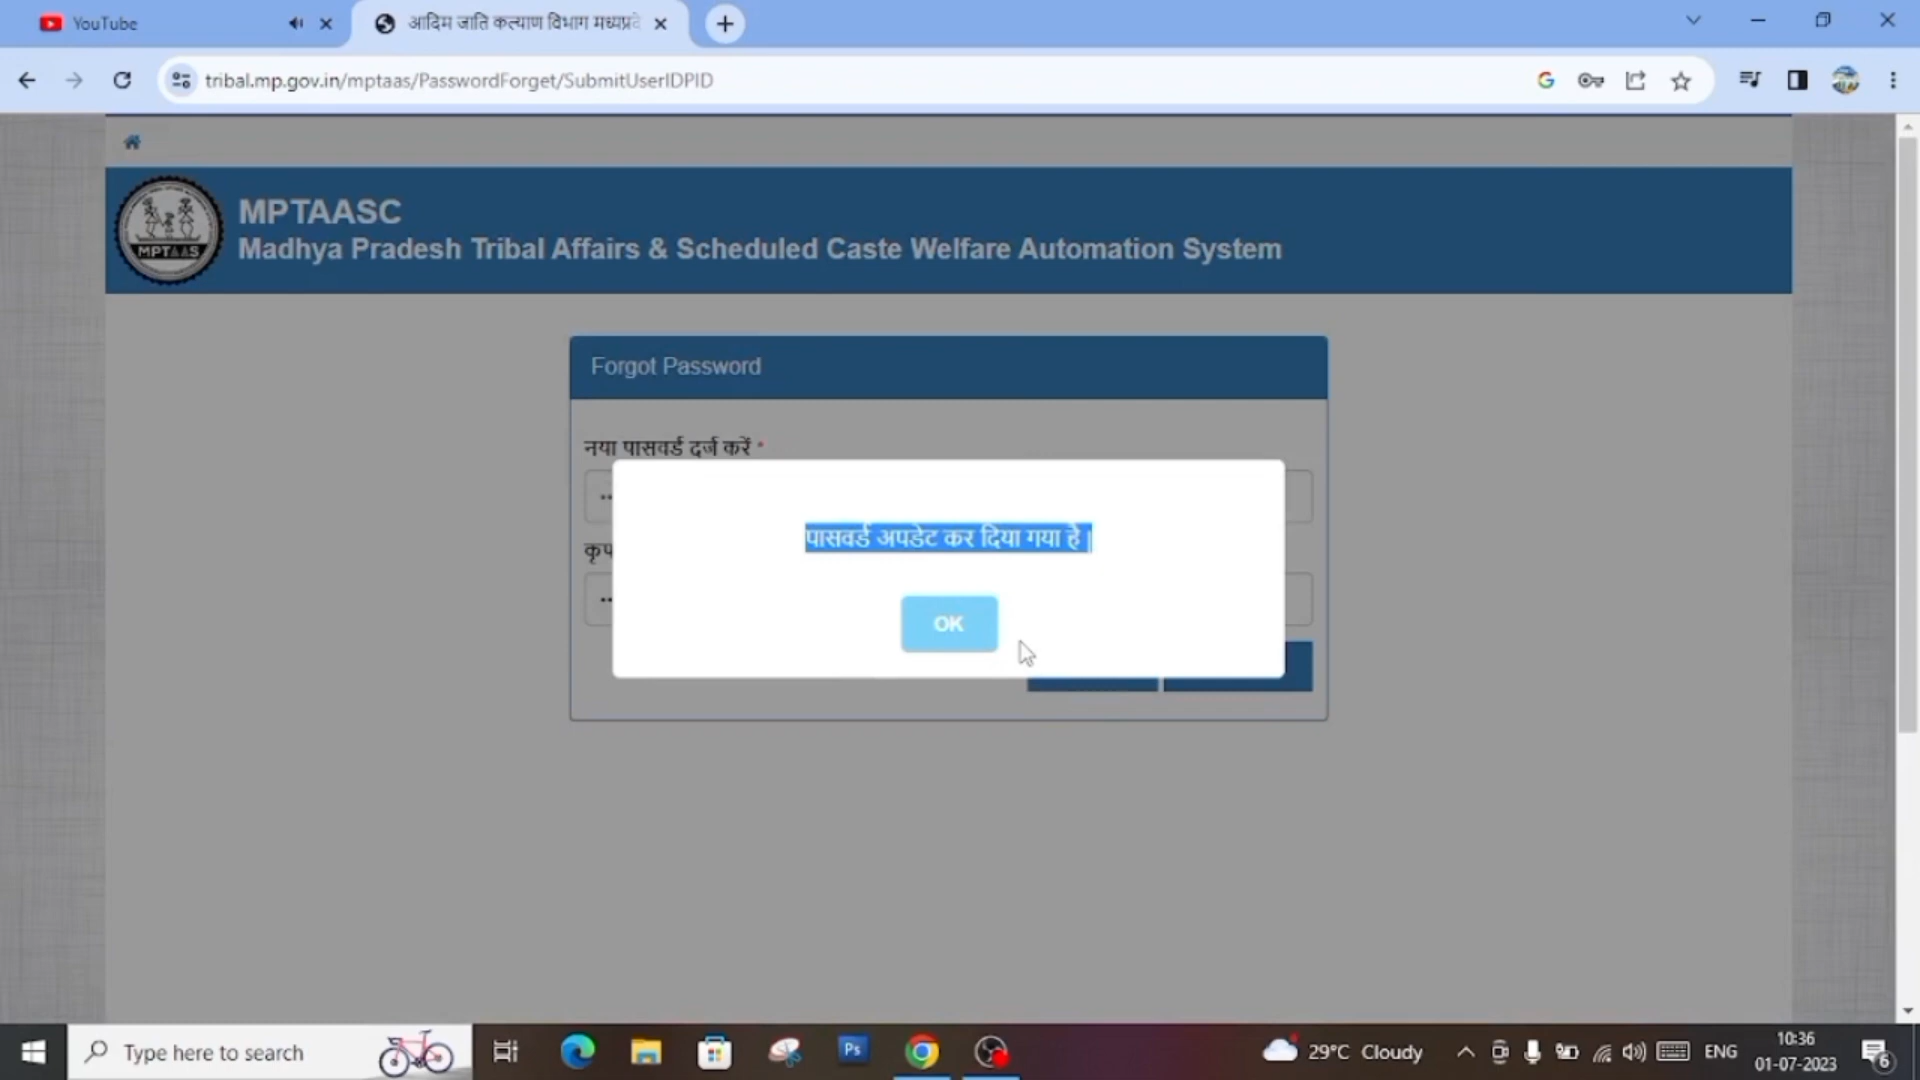 YouTube
आदिम जाति कल्याण विभाग मध्यप्रदे
tribal.mp.gov.in/mptaas/PasswordForget/SubmitUserIDPID
MPTAAS
MPTAASC
Madhya Pradesh Tribal Affairs & Scheduled Caste Welfare Automation System
Forgot Password
नया पासवर्ड दर्ज करें *
पासवर्ड अपडेट कर दिया गया है |
कृप
OK
Type here to search
Ps
29°C Cloudy
ENG
10:36
01-07-2023
6